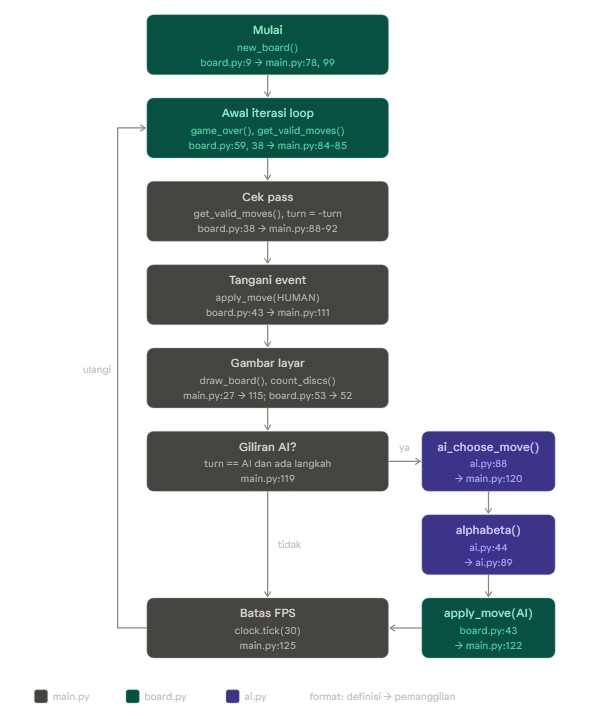 Mulai
new_board()
board.py:9 → main.py:78, 99
Awal iterasi loop
game_over(), get_valid_moves()
board.py:59, 38 → main.py:84-85
Cek pass
get_valid_moves(), turn = -turn
board.py:38 → main.py:88-92
Tangani event
apply_move(HUMAN)
board.py:43 → main.py:111
ulangi
Gambar layar
draw_board(), count_discs()
main.py:27 → 115; board.py:53 → 52
Giliran AI?
turn == AI dan ada langkah
main.py:119
ya
ai_choose_move()
ai.py:88
→ main.py:120
tidak
alphabeta()
ai.py:44
→ ai.py:89
Batas FPS
clock.tick(30)
main.py:125
apply_move(AI)
board.py:43
→ main.py:122
main.py
board.py
ai.py
format: definisi → pemanggilan